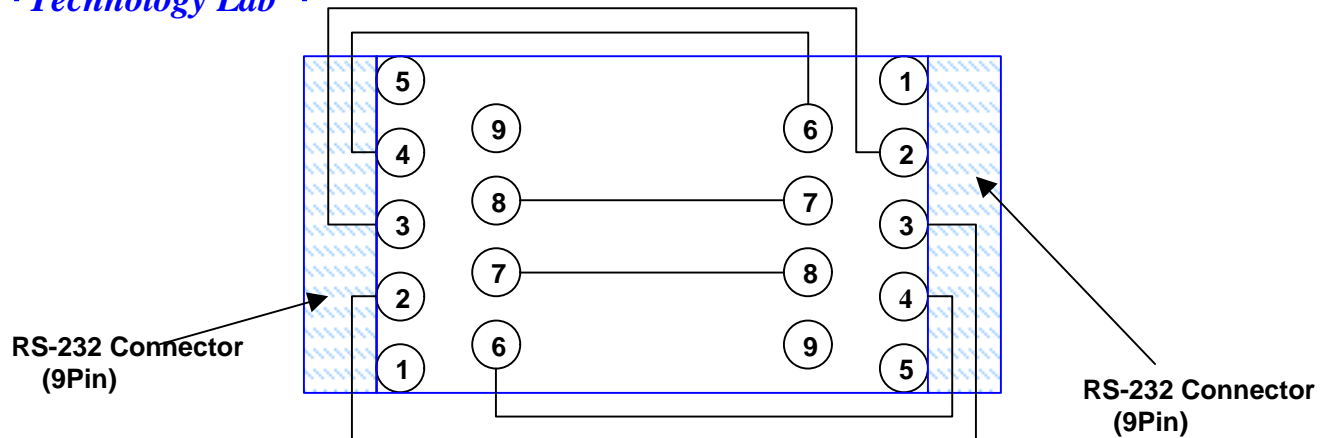 Technology Lab
5 1
9 6
4 2
8 7
3 3
7 8
2 4
RS-232 Connector
(9Pin)
6 9
1 5
RS-232 Connector
(9Pin)